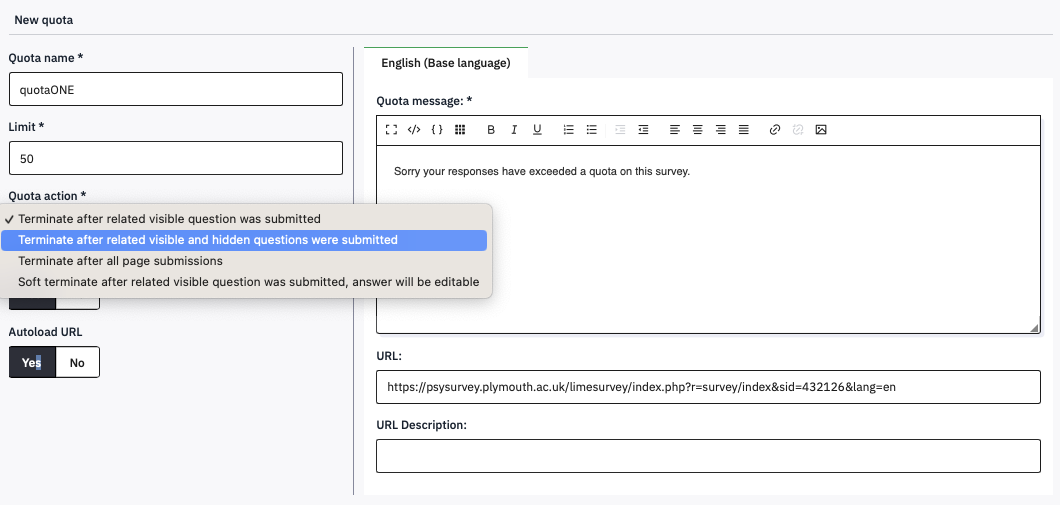 New quota
Quota name *
quotaONE
Limit *
50
Quota action *
✓ Terminate after related visible question was submitted
Terminate after related visible and hidden questions were submitted
Terminate after all page submissions
Soft terminate after related visible question was submitted, answer will be editable
Autoload URL
Yes No
English (Base language)
Quota message: *
B I U
Sorry your responses have exceeded a quota on this survey.
URL:
https://psysurvey.plymouth.ac.uk/limesurvey/index.php?r=survey/index&sid=432126&lang=en
URL Description: